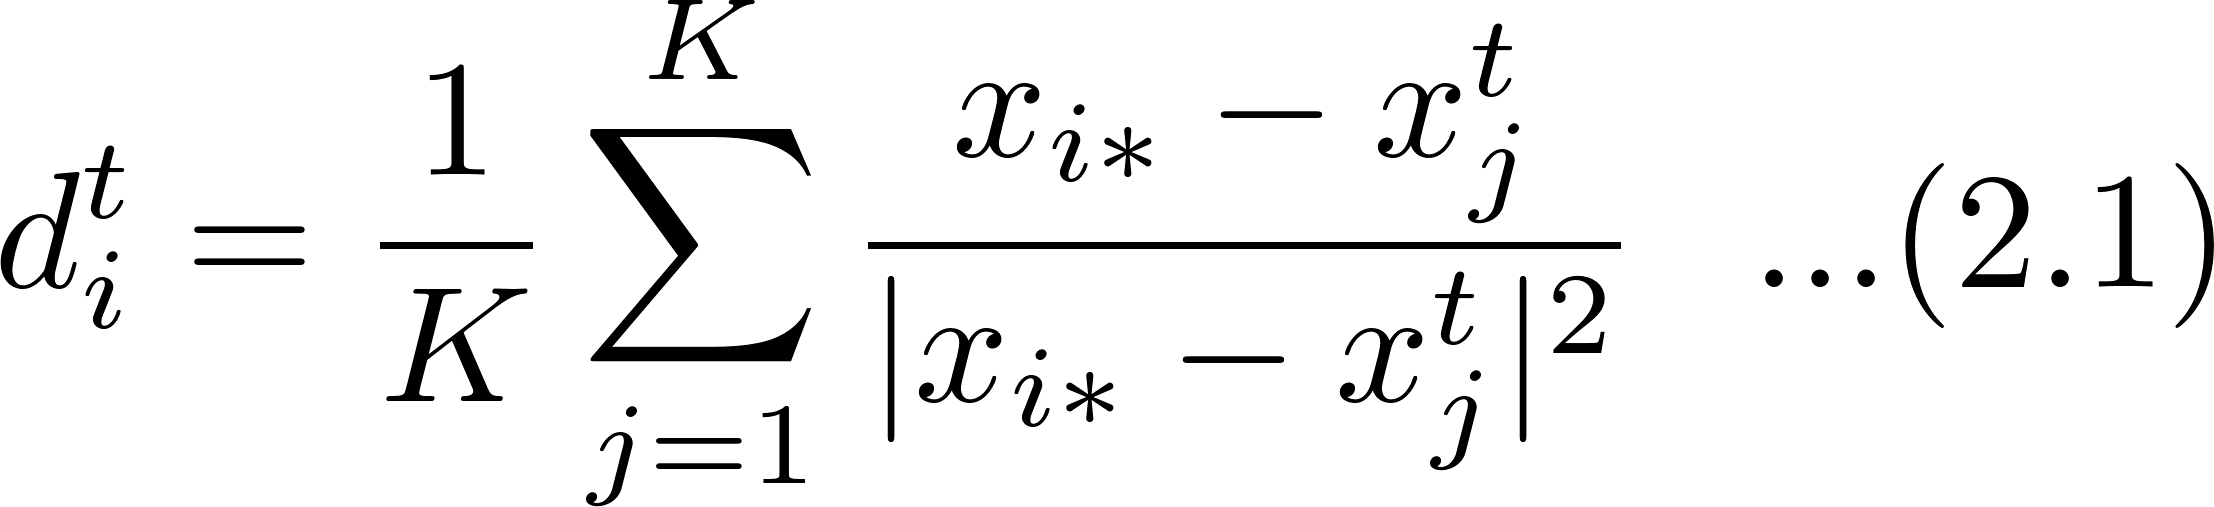 d_i^t = \frac{1}{K} \sum_{j=1}^{K} \frac{x_{i*} - x_j^t}{|x_{i*} - x_j^t|^2} ...(2.1)